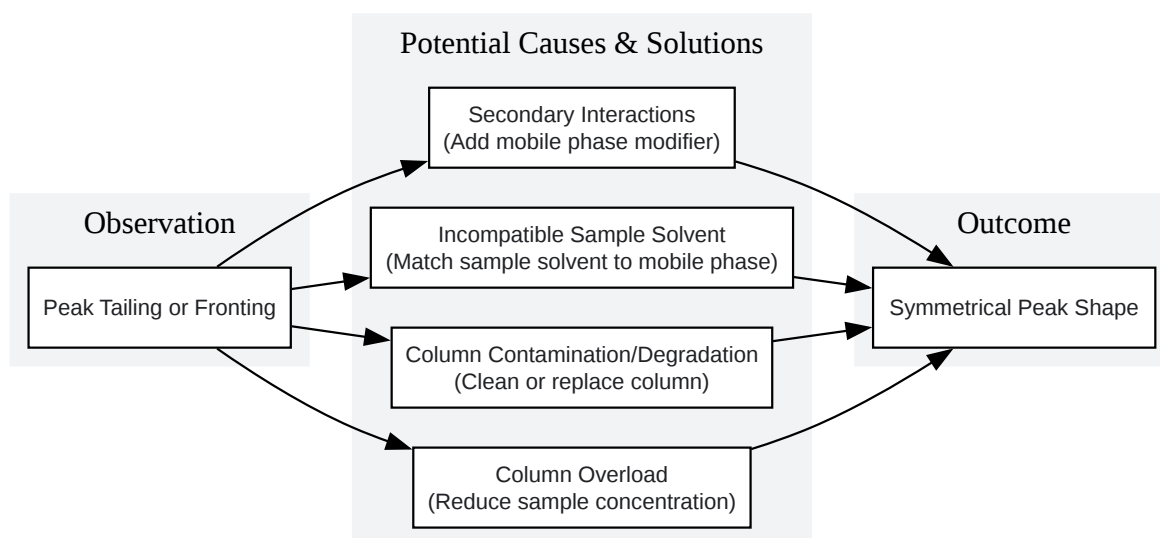 Potential Causes & Solutions
Secondary Interactions
(Add mobile phase modifier)
Observation
Peak Tailing or Fronting
Incompatible Sample Solvent
(Match sample solvent to mobile phase)
Column Contamination/Degradation
(Clean or replace column)
Column Overload
(Reduce sample concentration)
Outcome
Symmetrical Peak Shape